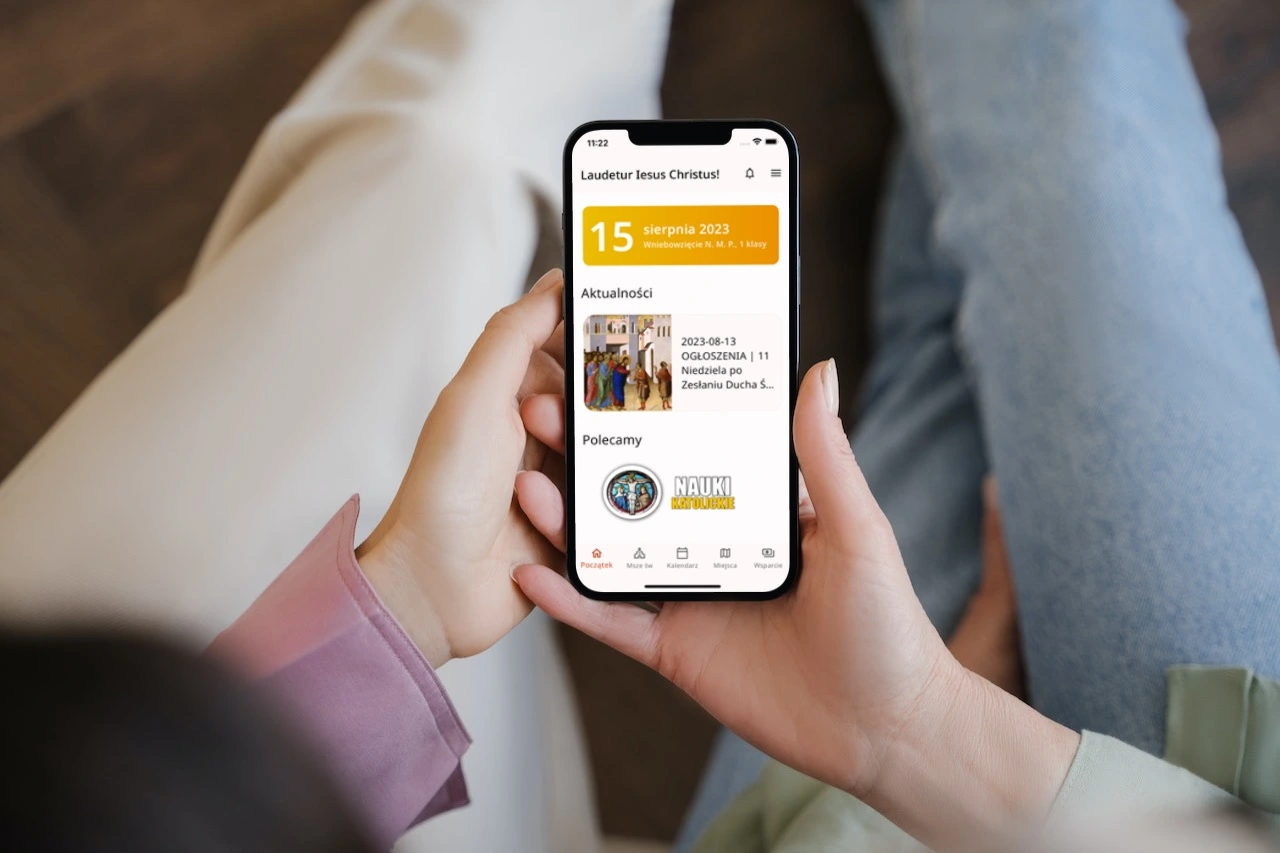 11:22
Laudetur Iesus Christus!
15
sierpnia 2023
Wniebowzięcie N. M. P., 1 klasy
Aktualności
2023-08-13
OGŁOSZENIA | 11
Niedziela po
Zesłaniu Ducha Ś...
Polecamy
NAUKI
KATOLICKIE
Początek
Msze św
Kalendarz
Miejsca
Wsparcie